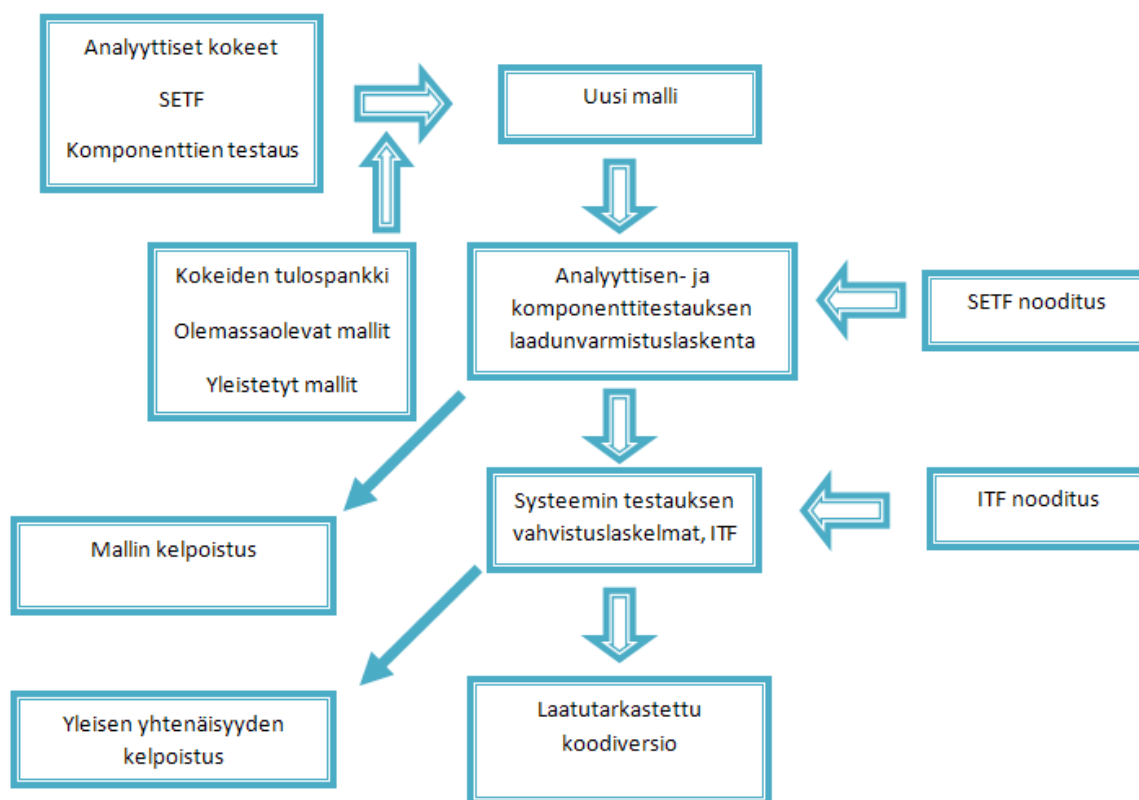 Analyyttiset kokeet
SETF
Komponenttien testaus
Uusi malli
Kokeiden tulospankki
Olemassaolevat mallit
Yleistetyt mallit
Analyyttisen- ja
komponenttitestauksen
laadunvarmistuslaskenta
SETF nooditus
Systeemin testauksen
vahvistuslaskelmat, ITF
ITF nooditus
Mallin kelpoistus
Yleisen yhtenäisyyden
kelpoistus
Laatutarkastettu
koodiversio